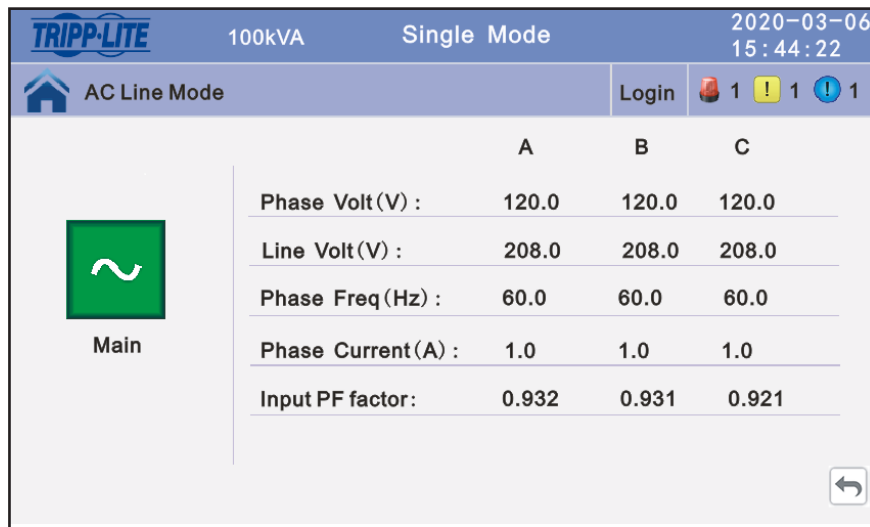 TRIPP·LITE 100kVA Single Mode 2020-03-06
15:44:22
AC Line Mode Login 1 ! 1 ! 1
A B C
Phase Volt(V): 120.0 120.0 120.0
Line Volt(V): 208.0 208.0 208.0
Phase Freq(Hz): 60.0 60.0 60.0
Main
Phase Current(A): 1.0 1.0 1.0
Input PF factor: 0.932 0.931 0.921